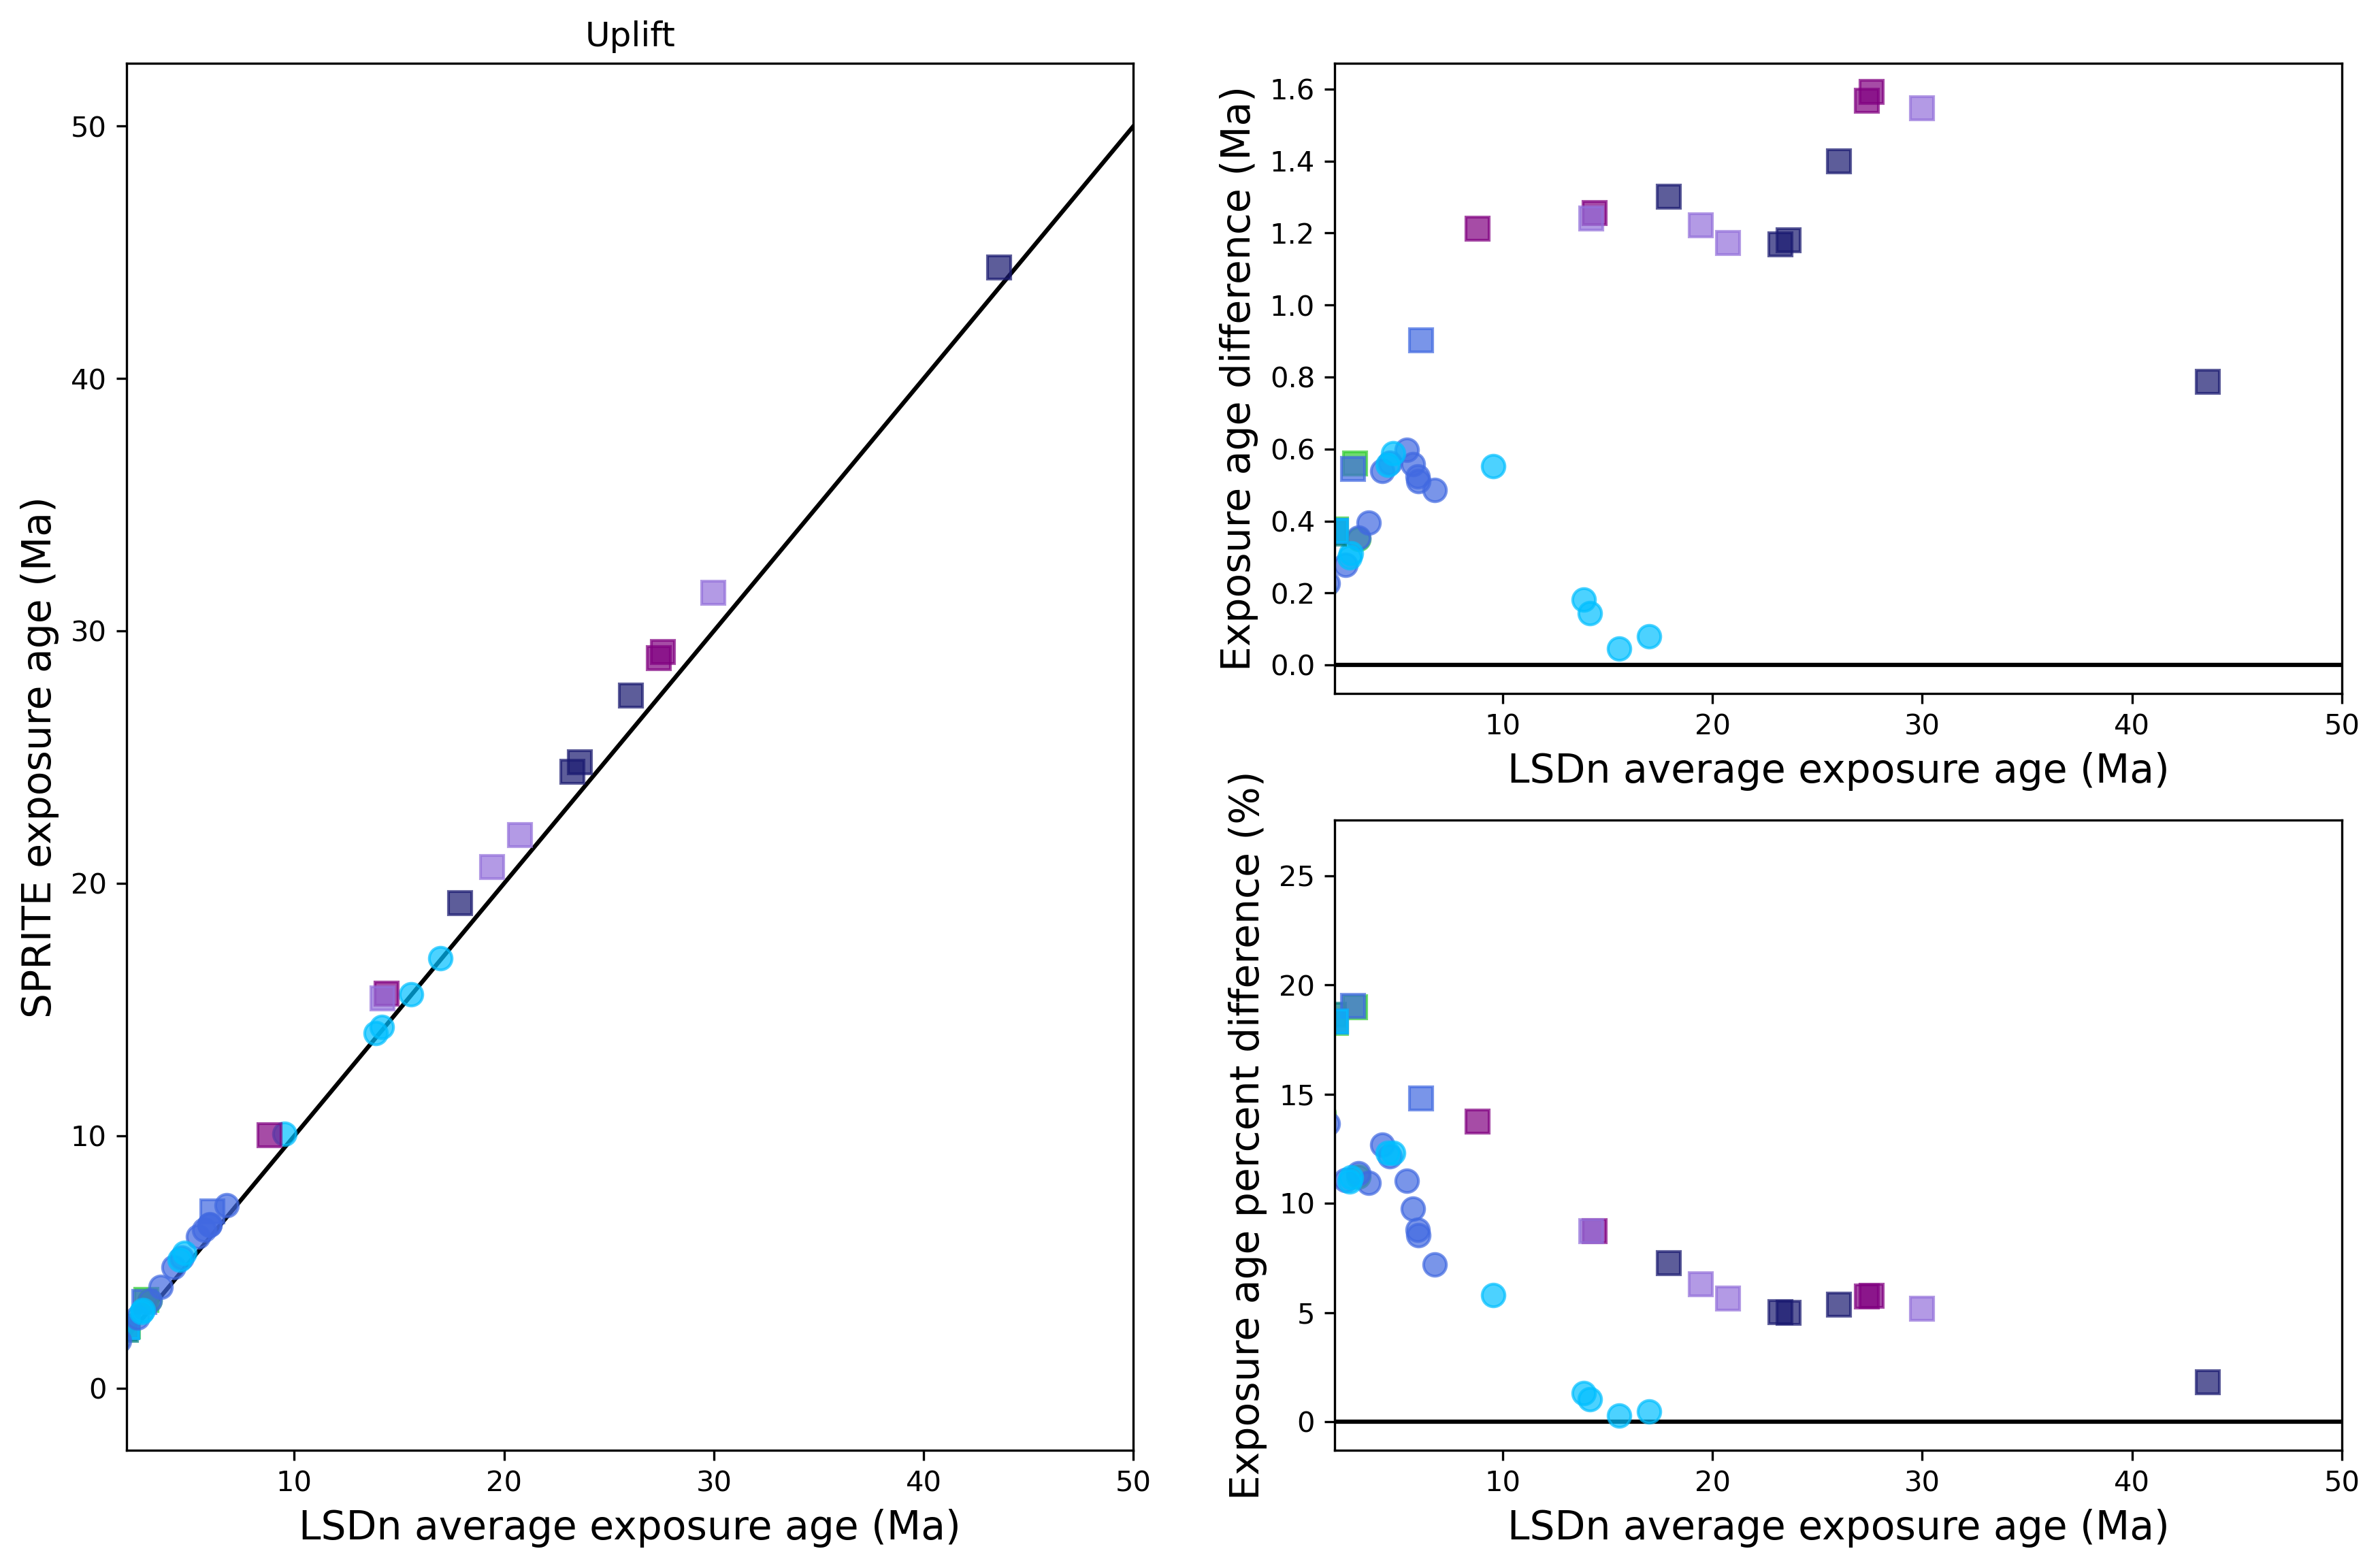 Uplift
50
40
30
20
10
0
SPRITE exposure age (Ma)
10 20 30 40 50
LSDn average exposure age (Ma)
1.6
1.4
1.2
1.0
0.8
0.6
0.4
0.2
0.0
Exposure age difference (Ma)
10 20 30 40 50
LSDn average exposure age (Ma)
25
20
15
10
5
0
Exposure age percent difference (%)
10 20 30 40 50
LSDn average exposure age (Ma)